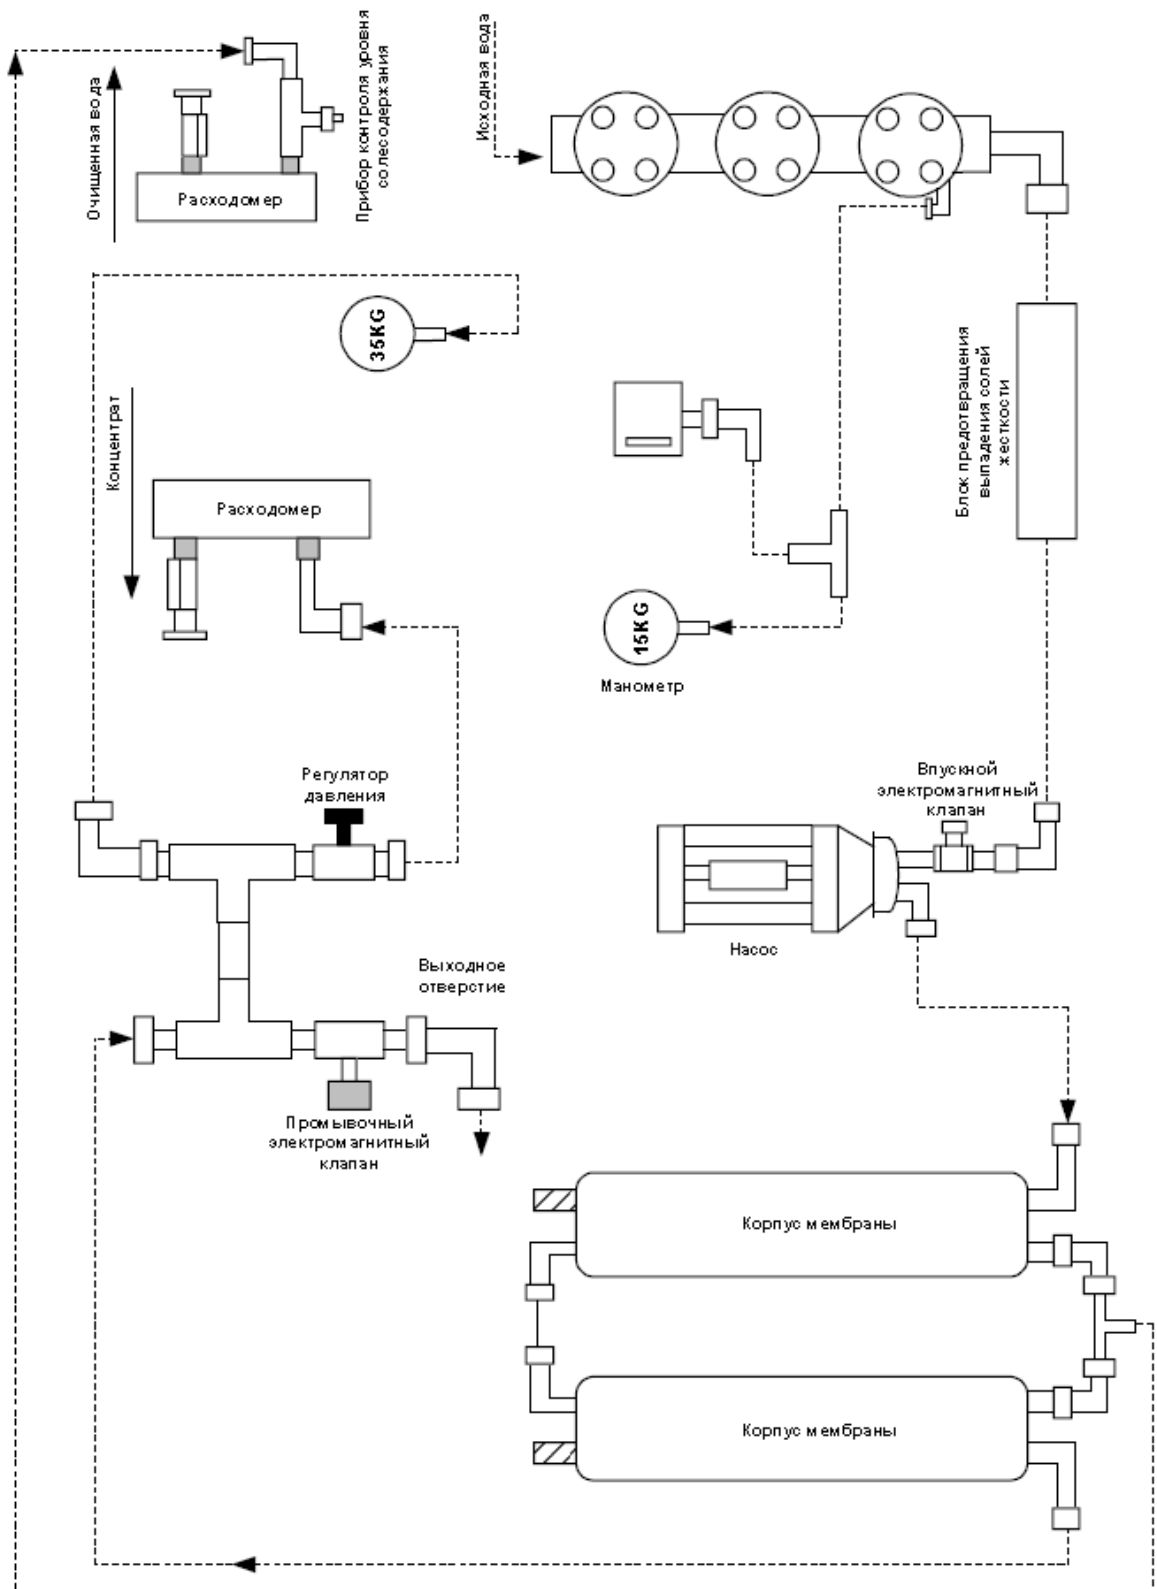 Очищенная вода
Прибор контроля уровня
солесодержания
Расходомер
Исходная вода
35KG
Концентрат
Расходомер
Блок предотвращения
выпадения солей
жесткости
15KG
Манометр
Регулятор
давления
Впускной
электромагнитный
клапан
Насос
Выходное
отверстие
Промывочный
электромагнитный
клапан
Корпус мембраны
Корпус мембраны